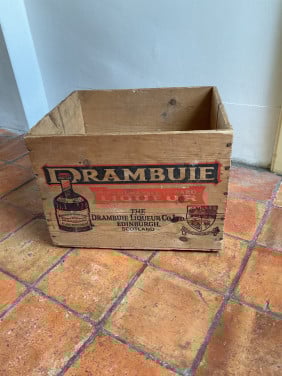 DRAMBUIE
LIQUEUR
THE
DRAMBUIE LIQUEUR CO. LTD.
EDINBURGH,
SCOTLAND